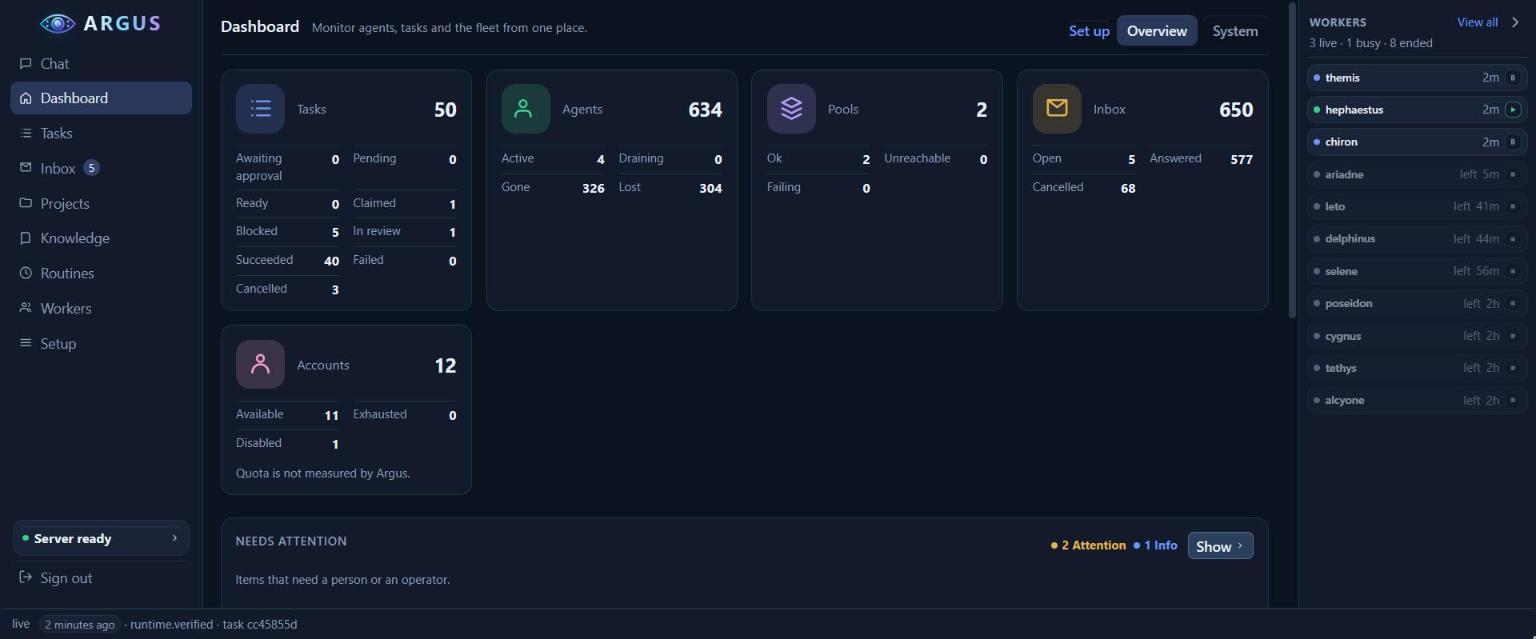 ARGUS
Chat
Dashboard
Tasks
Inbox 5
Projects
Knowledge
Routines
Workers
Setup
Server ready
Sign out
Dashboard Monitor agents, tasks and the fleet from one place.
Set up Overview System
Tasks 50
Awaiting approval 0 Pending 0
Ready 0 Claimed 1
Blocked 5 In review 1
Succeeded 40 Failed 0
Cancelled 3
Agents 634
Active 4 Draining 0
Gone 326 Lost 304
Pools 2
Ok 2 Unreachable 0
Failing 0
Inbox 650
Open 5 Answered 577
Cancelled 68
Accounts 12
Available 11 Exhausted 0
Disabled 1
Quota is not measured by Argus.
NEEDS ATTENTION
2 Attention 1 Info Show
Items that need a person or an operator.
WORKERS View all
3 live · 1 busy · 8 ended
themis 2m
hephaestus 2m
chiron 2m
ariadne left 5m
leto left 41m
delphinus left 44m
selene left 56m
poseidon left 2h
cygnus left 2h
tethys left 2h
alcyone left 2h
live 2 minutes ago · runtime.verified · task cc45855d